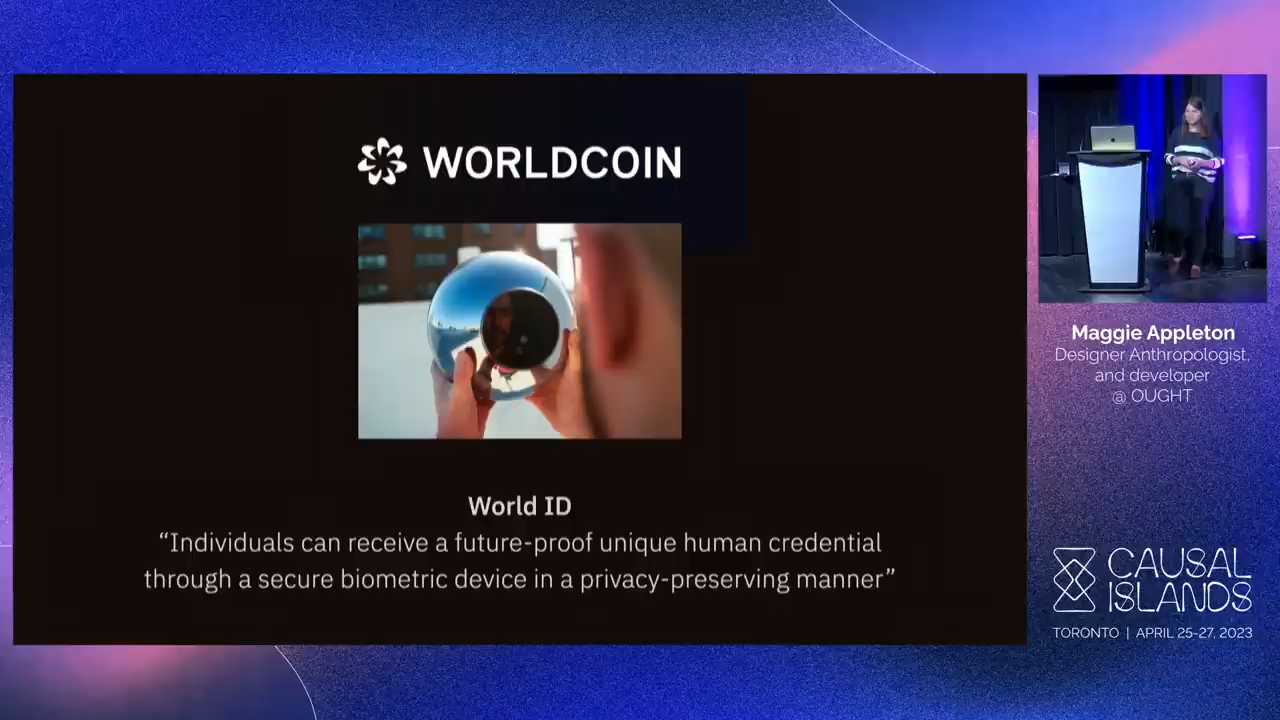 WORLDCOIN
World ID
“Individuals can receive a future-proof unique human credential
through a secure biometric device in a privacy-preserving manner”
Maggie Appleton
Designer Anthropologist,
and developer
@ OUGHT
CAUSAL
ISLANDS
TORONTO | APRIL 25-27, 2023